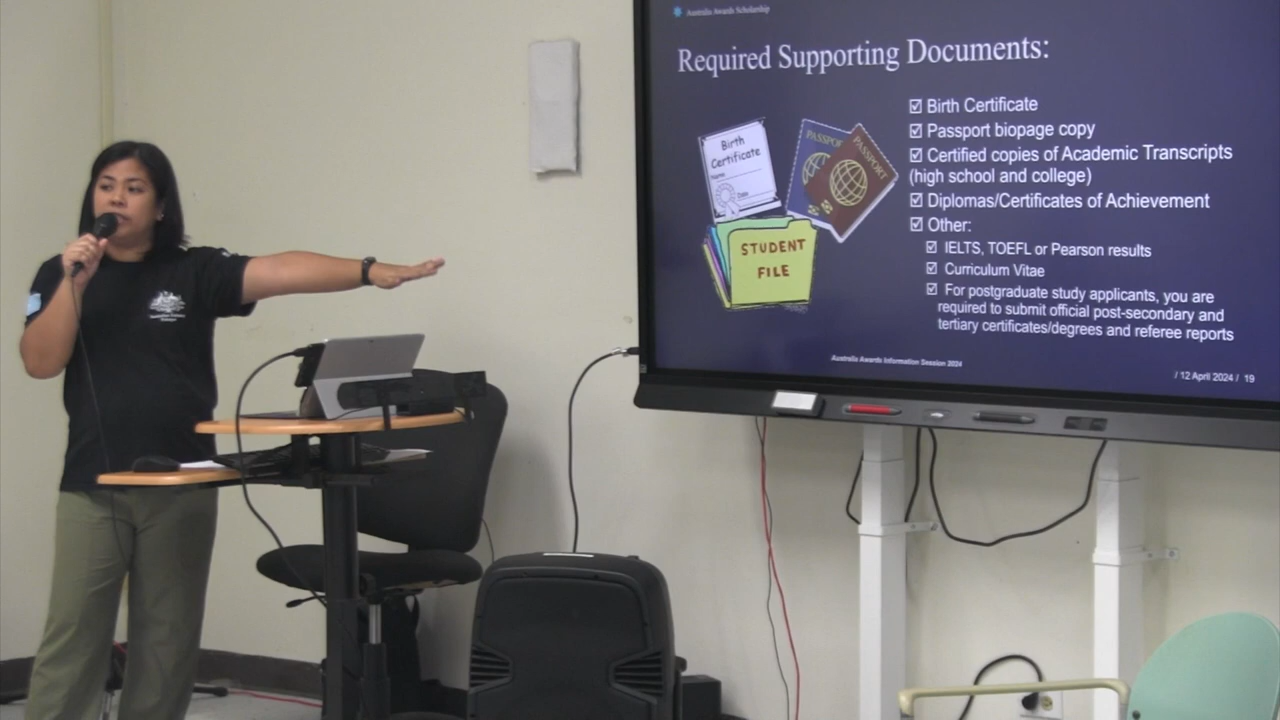 Australia Awards Scholarship
Required Supporting Documents:
☑ Birth Certificate
☑ Passport biopage copy
☑ Certified copies of Academic Transcripts
(high school and college)
☑ Diplomas/Certificates of Achievement
☑ Other:
☑ IELTS, TOEFL or Pearson results
☑ Curriculum Vitae
☑ For postgraduate study applicants, you are
required to submit official post-secondary and
tertiary certificates/degrees and referee reports
Birth
Certificate
Name
Date
PASSPORT
PASSPORT
STUDENT
FILE
Australia Awards Information Session 2024
/ 12 April 2024 / 19